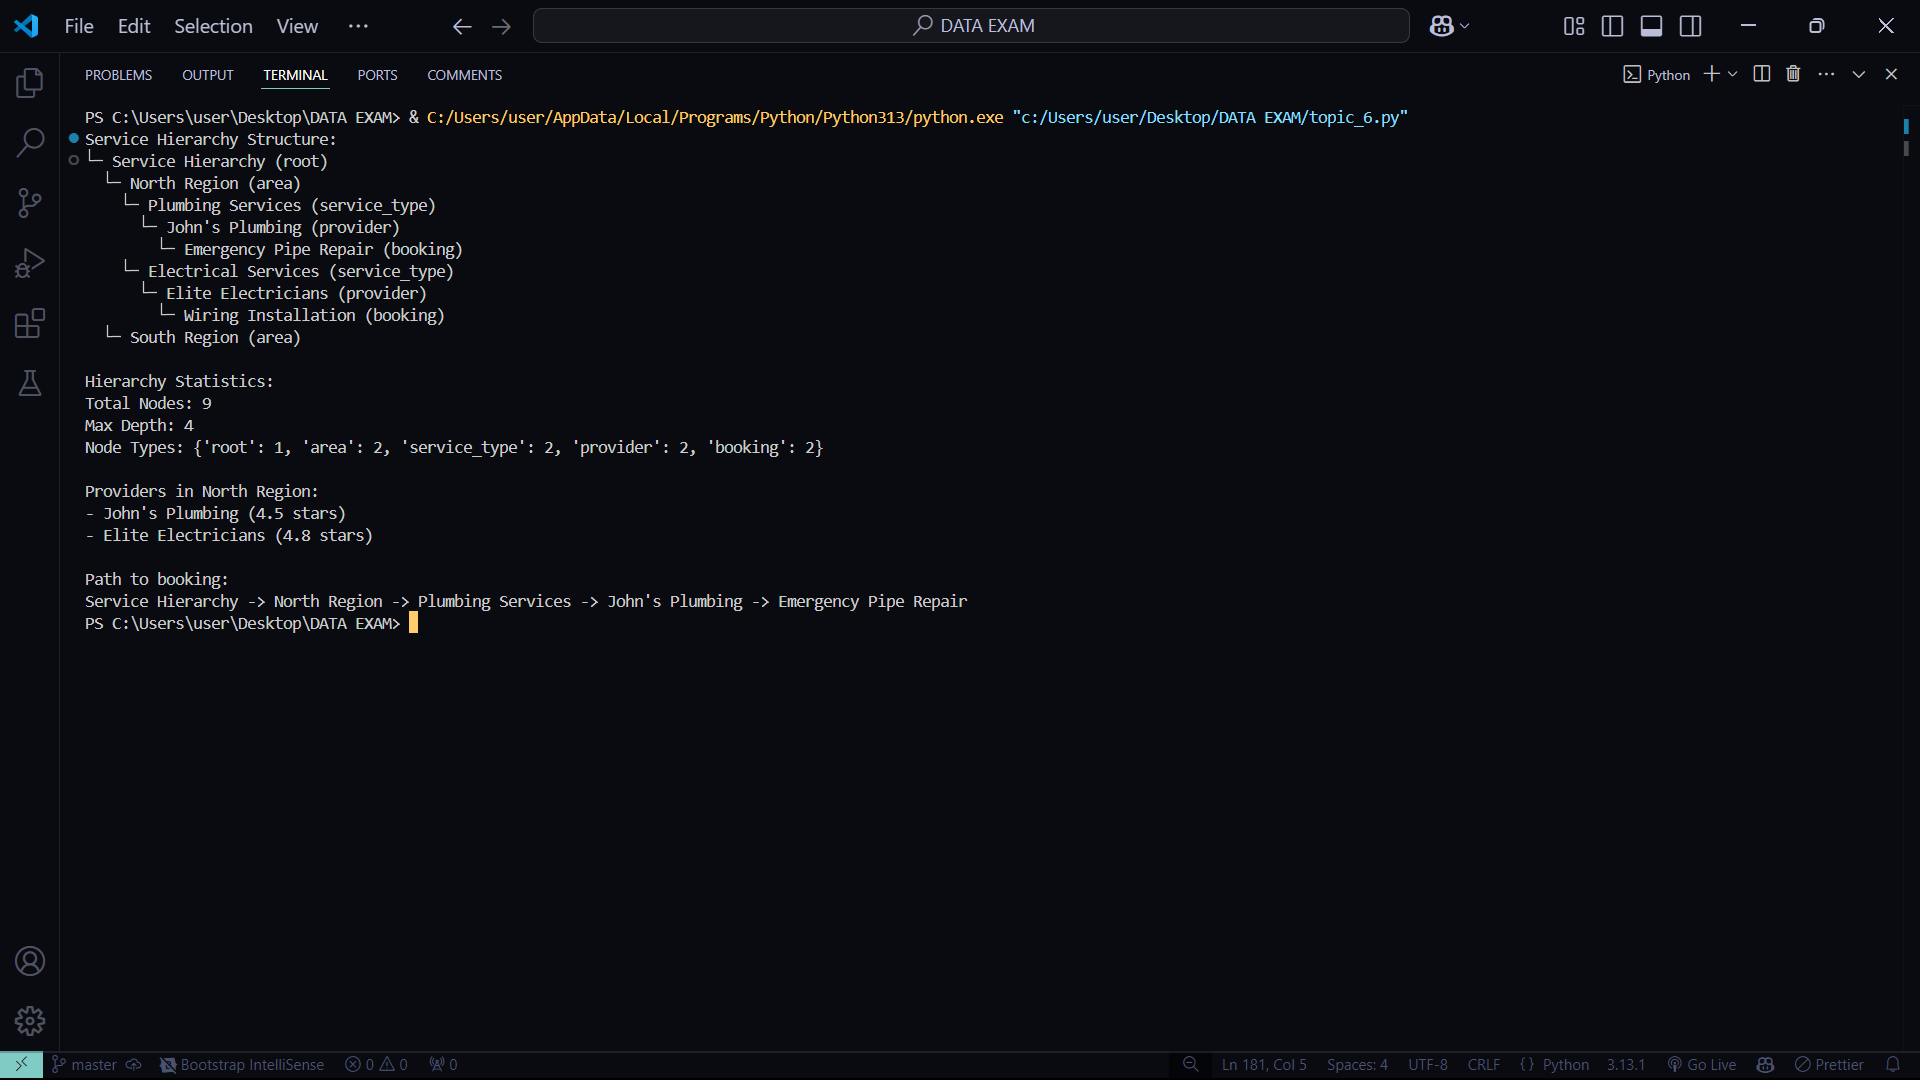 File Edit Selection View ··· DATA EXAM
PROBLEMS OUTPUT TERMINAL PORTS COMMENTS Python
PS C:\Users\user\Desktop\DATA EXAM> & C:/Users/user/AppData/Local/Programs/Python/Python313/python.exe "c:/Users/user/Desktop/DATA EXAM/topic_6.py"
Service Hierarchy Structure:
└─ Service Hierarchy (root)
└─ North Region (area)
└─ Plumbing Services (service_type)
└─ John's Plumbing (provider)
└─ Emergency Pipe Repair (booking)
└─ Electrical Services (service_type)
└─ Elite Electricians (provider)
└─ Wiring Installation (booking)
└─ South Region (area)
Hierarchy Statistics:
Total Nodes: 9
Max Depth: 4
Node Types: {'root': 1, 'area': 2, 'service_type': 2, 'provider': 2, 'booking': 2}
Providers in North Region:
- John's Plumbing (4.5 stars)
- Elite Electricians (4.8 stars)
Path to booking:
Service Hierarchy -> North Region -> Plumbing Services -> John's Plumbing -> Emergency Pipe Repair
PS C:\Users\user\Desktop\DATA EXAM>
master Bootstrap IntelliSense 0 0 0 Ln 181, Col 5 Spaces: 4 UTF-8 CRLF {} Python 3.13.1 Go Live Prettier